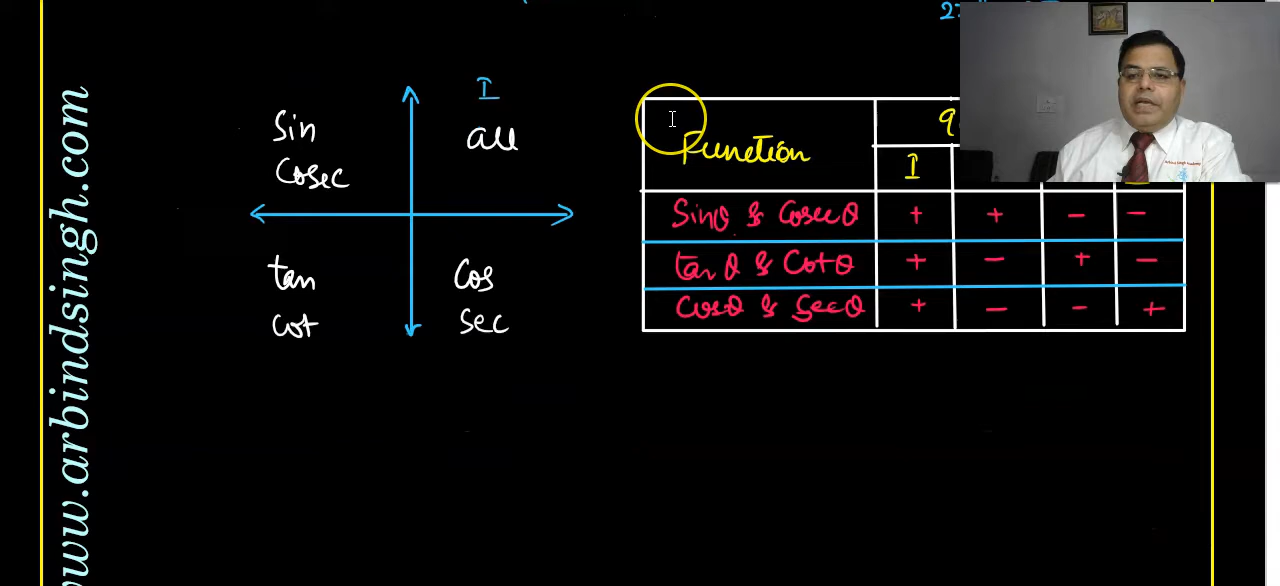 www.arbindsingh.com
I
Sin
all
Cosec
tan
Cos
cot
Sec
Function
I
Sinθ & Cosecθ + + − −
tanθ & Cotθ + − + −
Cosθ & Secθ + − − +